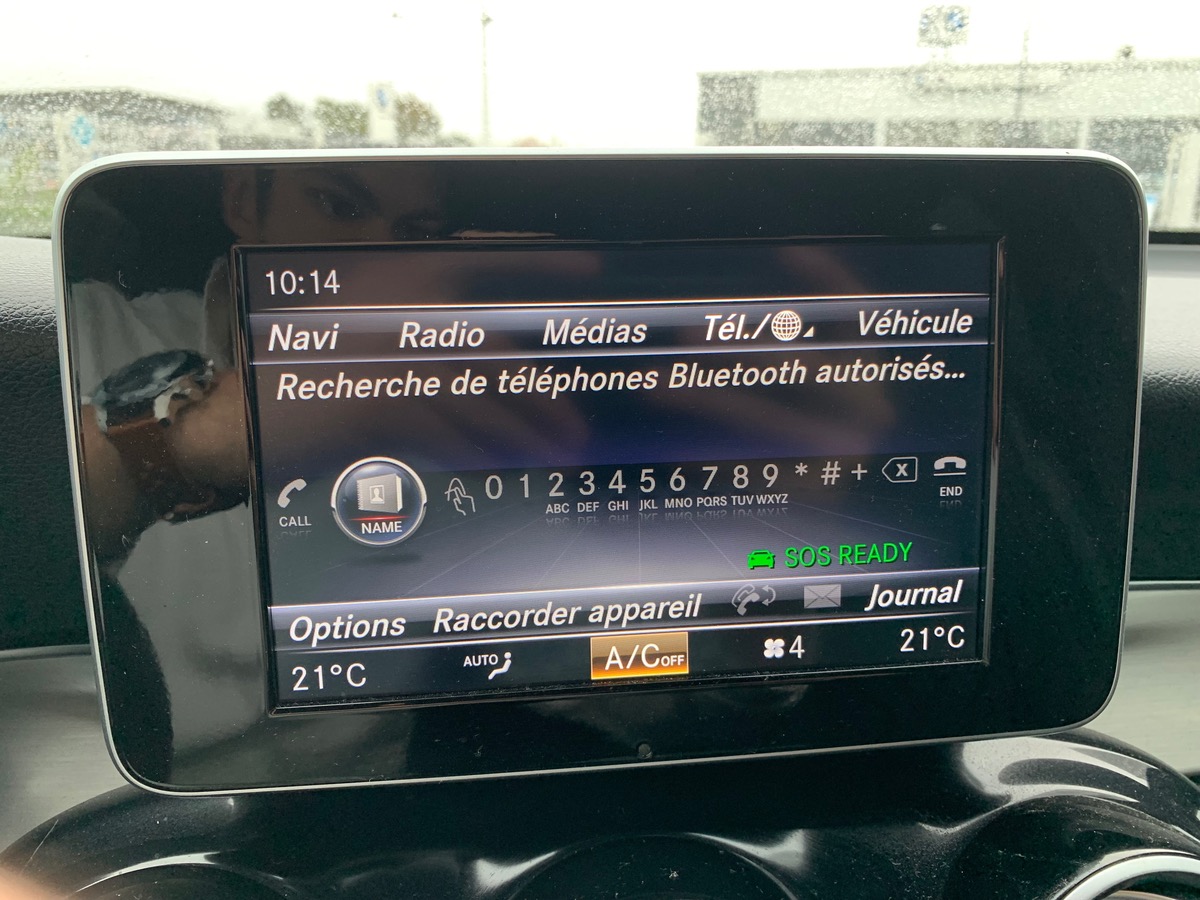 10:14
Navi Radio Médias Tél./ Véhicule
Recherche de téléphones Bluetooth autorisés...
0 1 2 3 4 5 6 7 8 9 * # + x
CALL NAME ABC DEF GHI JKL MNO PQRS TUV WXYZ END
SOS READY
Options Raccorder appareil Journal
21°C AUTO A/C OFF 4 21°C